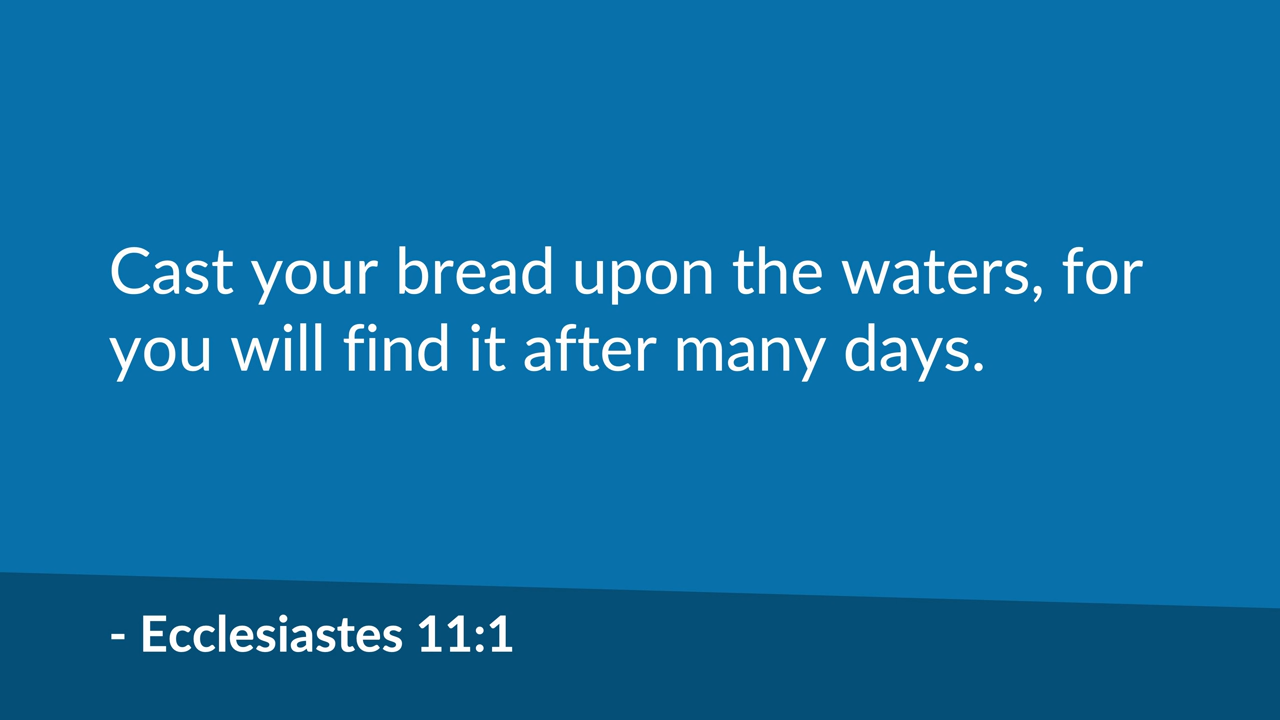 Cast your bread upon the waters, for
you will find it after many days.
- Ecclesiastes 11:1